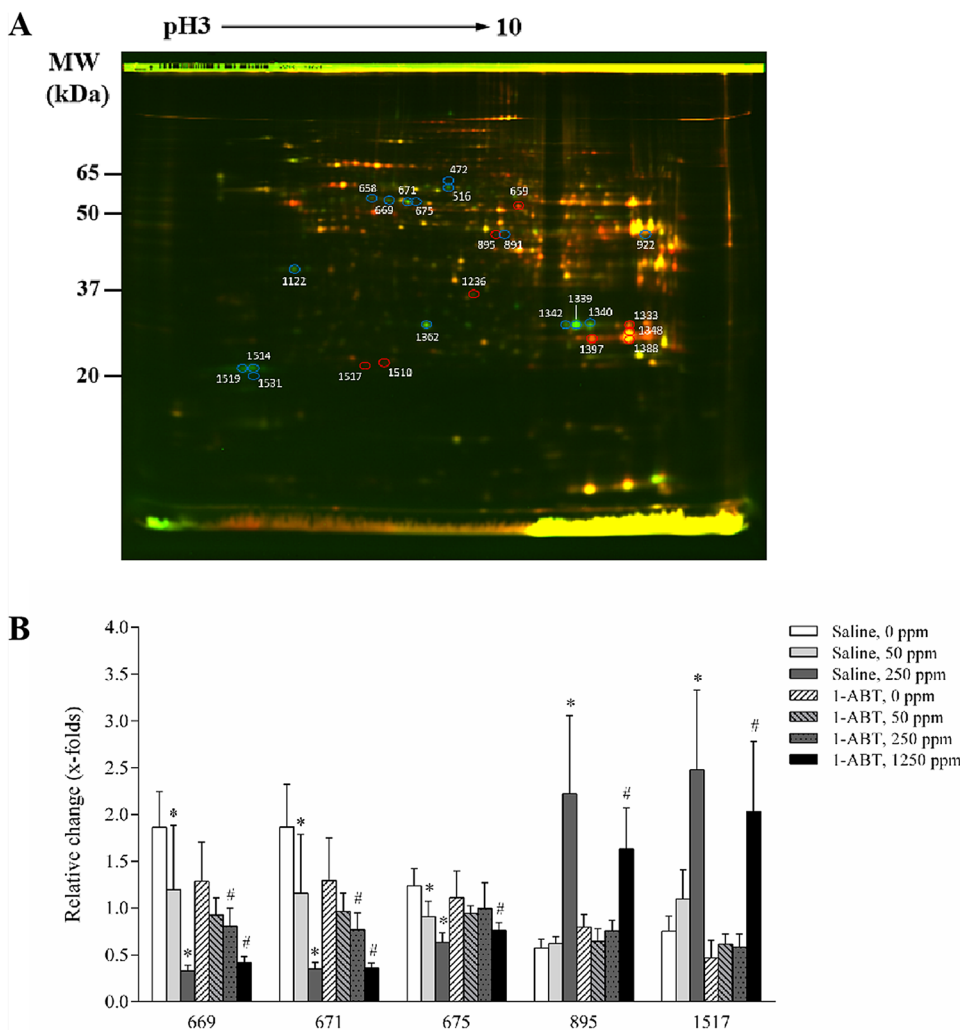 A
pH3
10
MW
(kDa)
65
50
37
20
472
658
671
516
659
669
675
895
891
922
1122
1236
1339
1342
1340
1333
1362
1348
1397
1388
1514
1519
1531
1517
1510
B
Relative change (x-folds)
4.0
3.5
3.0
2.5
2.0
1.5
1.0
0.5
0.0
* * * # #
* * * # #
* * #
* #
* #
669 671 675 895 1517
Saline, 0 ppm
Saline, 50 ppm
Saline, 250 ppm
1-ABT, 0 ppm
1-ABT, 50 ppm
1-ABT, 250 ppm
1-ABT, 1250 ppm